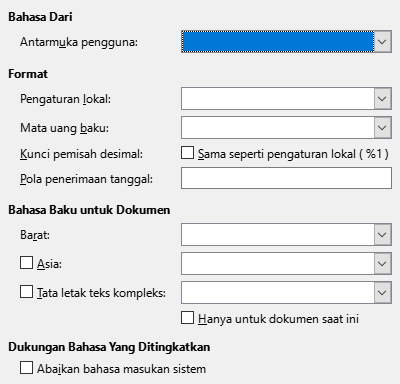 Bahasa Dari
Antarmuka pengguna:
Format
Pengaturan lokal:
Mata uang baku:
Kunci pemisah desimal:
Sama seperti pengaturan lokal ( %1 )
Pola penerimaan tanggal:
Bahasa Baku untuk Dokumen
Barat:
Asia:
Tata letak teks kompleks:
Hanya untuk dokumen saat ini
Dukungan Bahasa Yang Ditingkatkan
Abaikan bahasa masukan sistem